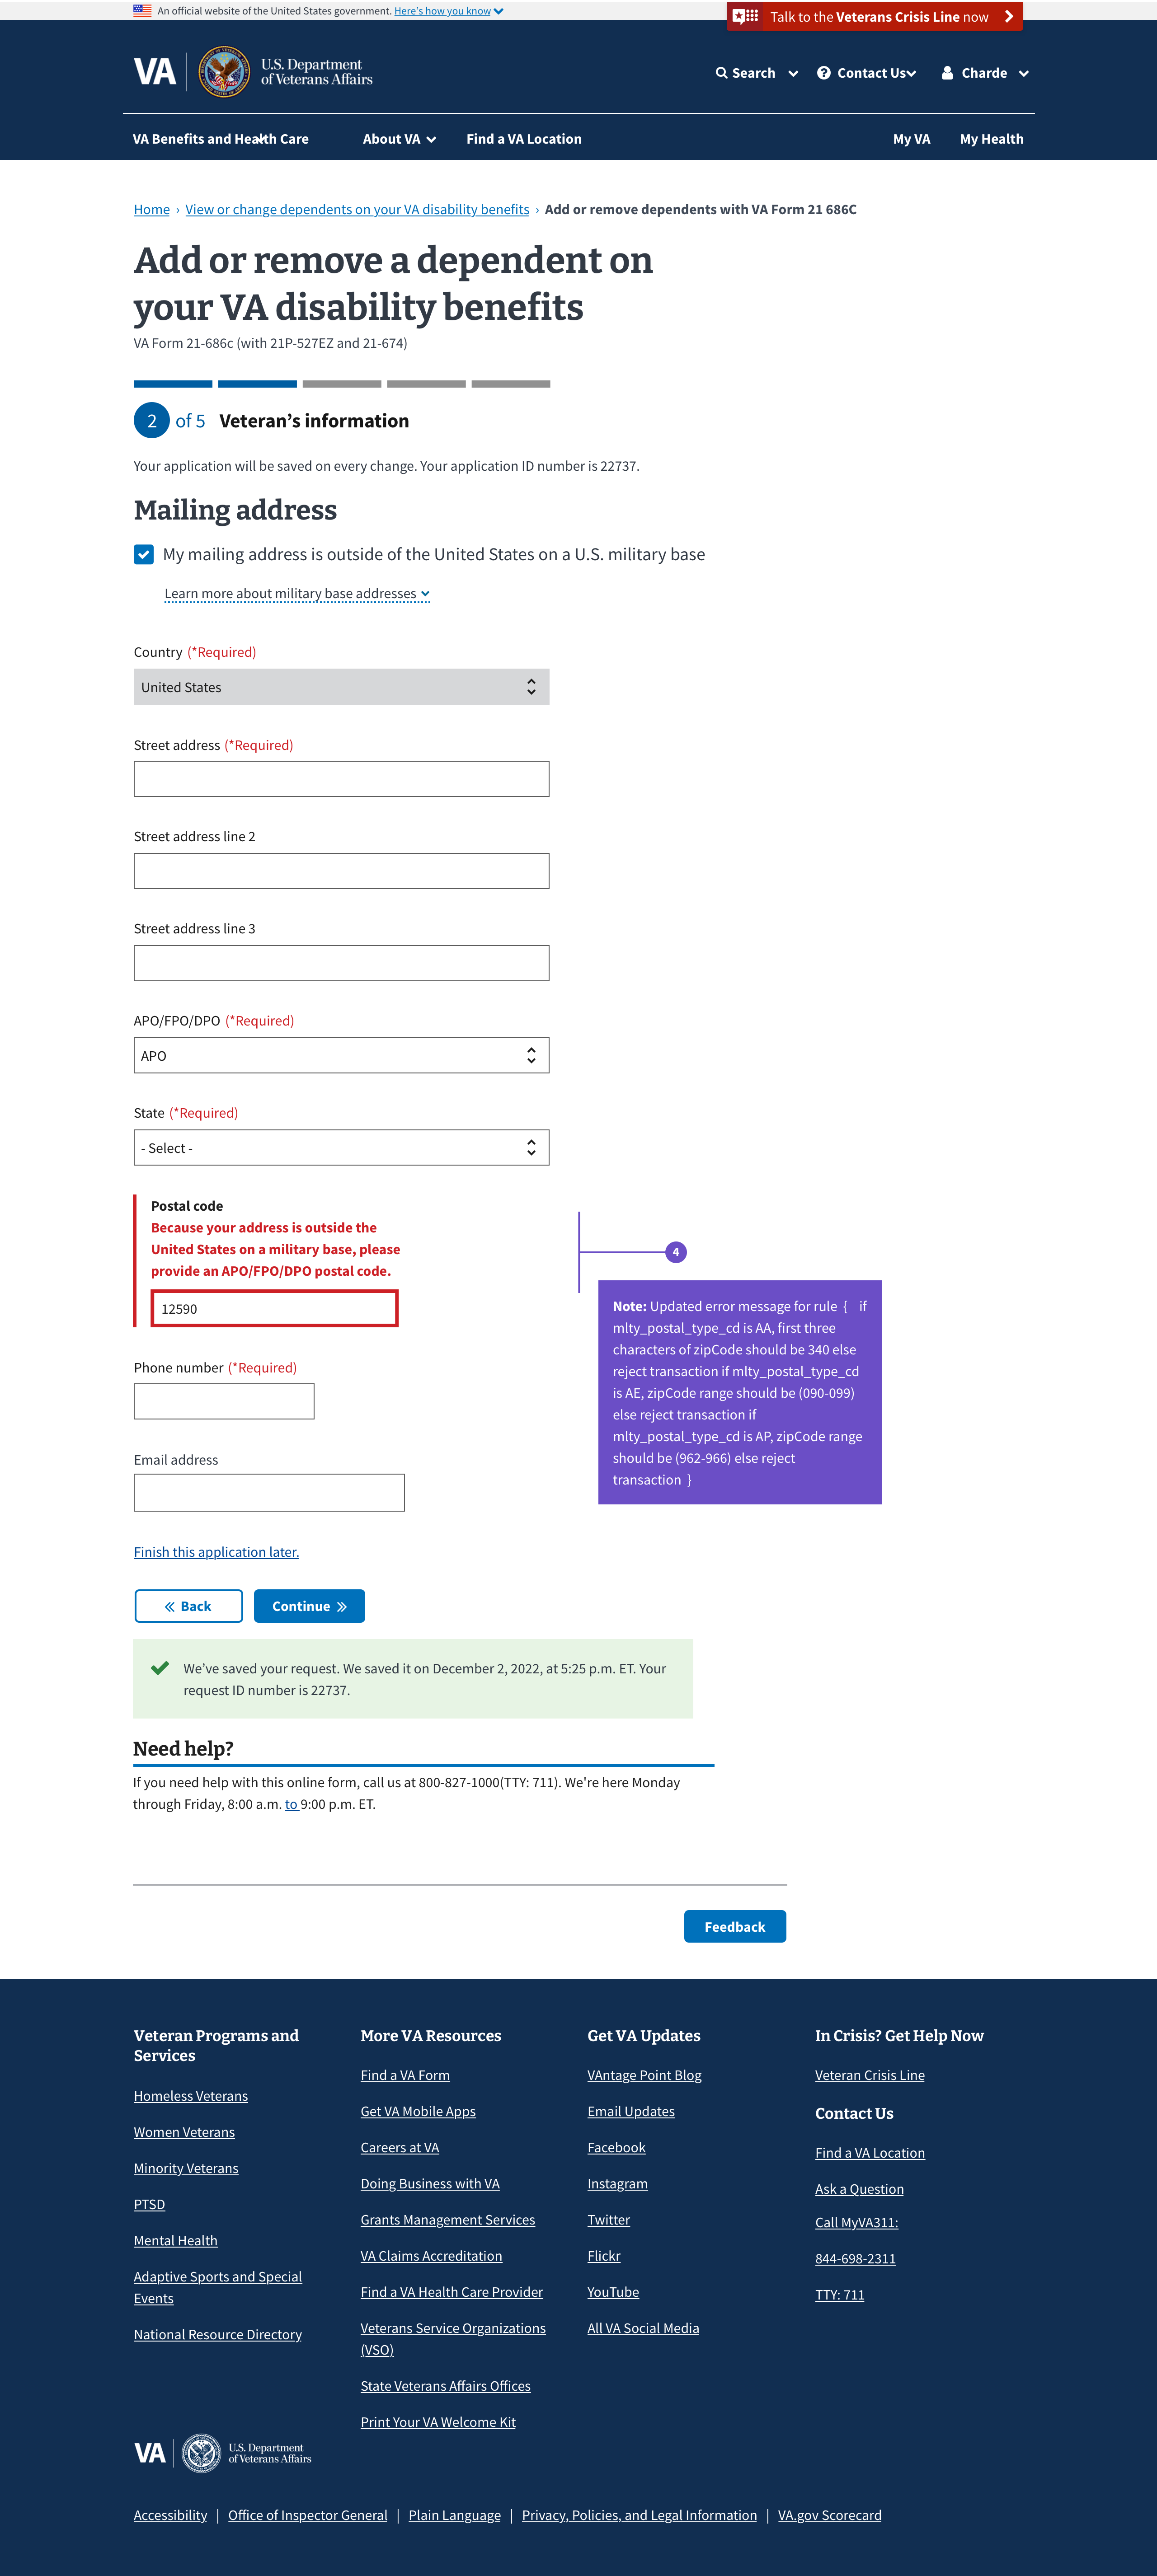 An official website of the United States government. Here's how you know
Talk to the Veterans Crisis Line now
VA
U.S. Department
of Veterans Affairs
Search
Contact Us
Charde
VA Benefits and Health Care
About VA
Find a VA Location
My VA
My Health
Home › View or change dependents on your VA disability benefits › Add or remove dependents with VA Form 21 686C
Add or remove a dependent on
your VA disability benefits
VA Form 21-686c (with 21P-527EZ and 21-674)
2 of 5 Veteran's information
Your application will be saved on every change. Your application ID number is 22737.
Mailing address
My mailing address is outside of the United States on a U.S. military base
Learn more about military base addresses
Country (*Required)
United States
Street address (*Required)
Street address line 2
Street address line 3
APO/FPO/DPO (*Required)
APO
State (*Required)
- Select -
Postal code
Because your address is outside the
United States on a military base, please
provide an APO/FPO/DPO postal code.
12590
4
Note: Updated error message for rule { if
mlty_postal_type_cd is AA, first three
characters of zipCode should be 340 else
reject transaction if mlty_postal_type_cd
is AE, zipCode range should be (090-099)
else reject transaction if
mlty_postal_type_cd is AP, zipCode range
should be (962-966) else reject
transaction }
Phone number (*Required)
Email address
Finish this application later.
Back
Continue
We've saved your request. We saved it on December 2, 2022, at 5:25 p.m. ET. Your
request ID number is 22737.
Need help?
If you need help with this online form, call us at 800-827-1000(TTY: 711). We're here Monday
through Friday, 8:00 a.m. to 9:00 p.m. ET.
Feedback
Veteran Programs and
Services
Homeless Veterans
Women Veterans
Minority Veterans
PTSD
Mental Health
Adaptive Sports and Special
Events
National Resource Directory
More VA Resources
Find a VA Form
Get VA Mobile Apps
Careers at VA
Doing Business with VA
Grants Management Services
VA Claims Accreditation
Find a VA Health Care Provider
Veterans Service Organizations
(VSO)
State Veterans Affairs Offices
Print Your VA Welcome Kit
Get VA Updates
VAntage Point Blog
Email Updates
Facebook
Instagram
Twitter
Flickr
YouTube
All VA Social Media
In Crisis? Get Help Now
Veteran Crisis Line
Contact Us
Find a VA Location
Ask a Question
Call MyVA311:
844-698-2311
TTY: 711
VA
U.S. Department
of Veterans Affairs
Accessibility | Office of Inspector General | Plain Language | Privacy, Policies, and Legal Information | VA.gov Scorecard